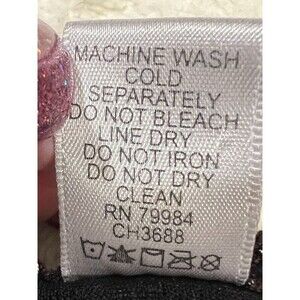 MACHINE WASH
COLD
SEPARATELY
DO NOT BLEACH
LINE DRY
DO NOT IRON
DO NOT DRY
CLEAN
RN 79984
CH3688